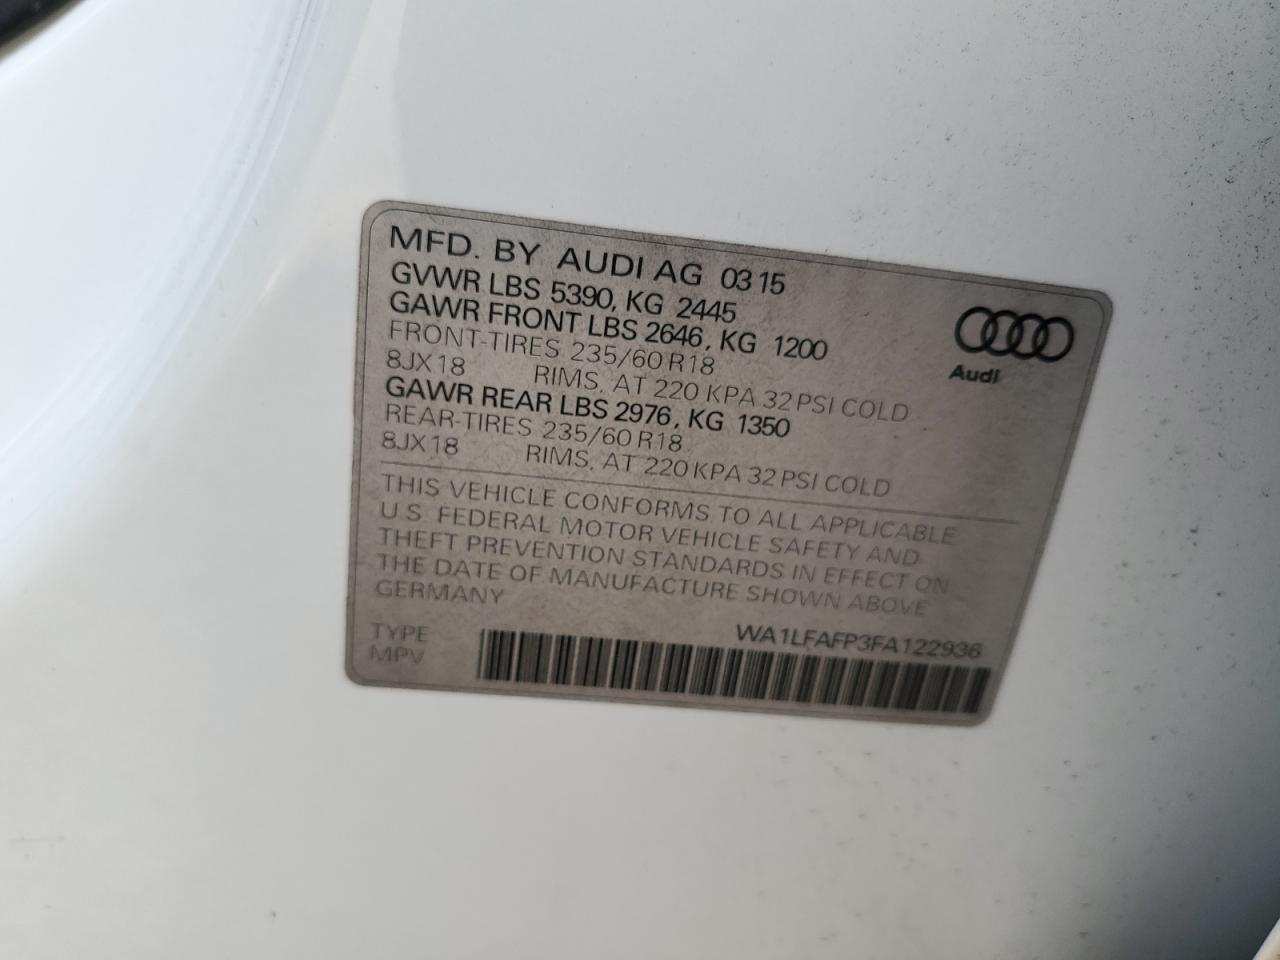 MFD. BY AUDI AG 03 15
GVWR LBS 5390, KG 2445
GAWR FRONT LBS 2646, KG 1200
FRONT-TIRES 235/60 R18
8JX18 RIMS, AT 220 KPA 32 PSI COLD
GAWR REAR LBS 2976, KG 1350
REAR-TIRES 235/60 R18
8JX18 RIMS, AT 220 KPA 32 PSI COLD
Audi
THIS VEHICLE CONFORMS TO ALL APPLICABLE
U.S. FEDERAL MOTOR VEHICLE SAFETY AND
THEFT PREVENTION STANDARDS IN EFFECT ON
THE DATE OF MANUFACTURE SHOWN ABOVE
GERMANY
WA1LFAFP3FA122936
TYPE
MPV